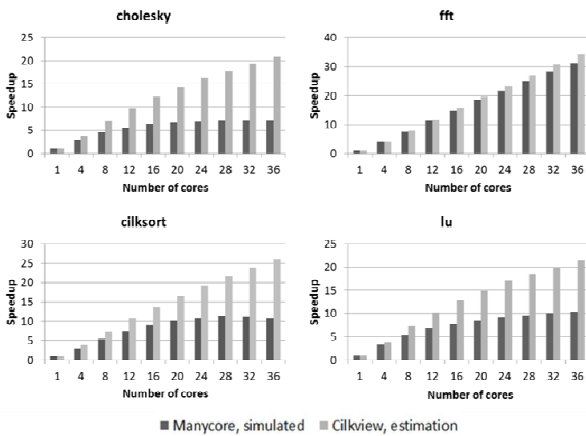 cholesky
25
20
15
10
5
0
Speedup
1 4 8 12 16 20 24 28 32 36
Number of cores
fft
40
30
20
10
0
Speedup
1 4 8 12 16 20 24 28 32 36
Number of cores
cilksort
30
25
20
15
10
5
0
Speedup
1 4 8 12 16 20 24 28 32 36
Number of cores
lu
25
20
15
10
5
0
Speedup
1 4 8 12 16 20 24 28 32 36
Number of cores
Manycore, simulated Cilkview, estimation